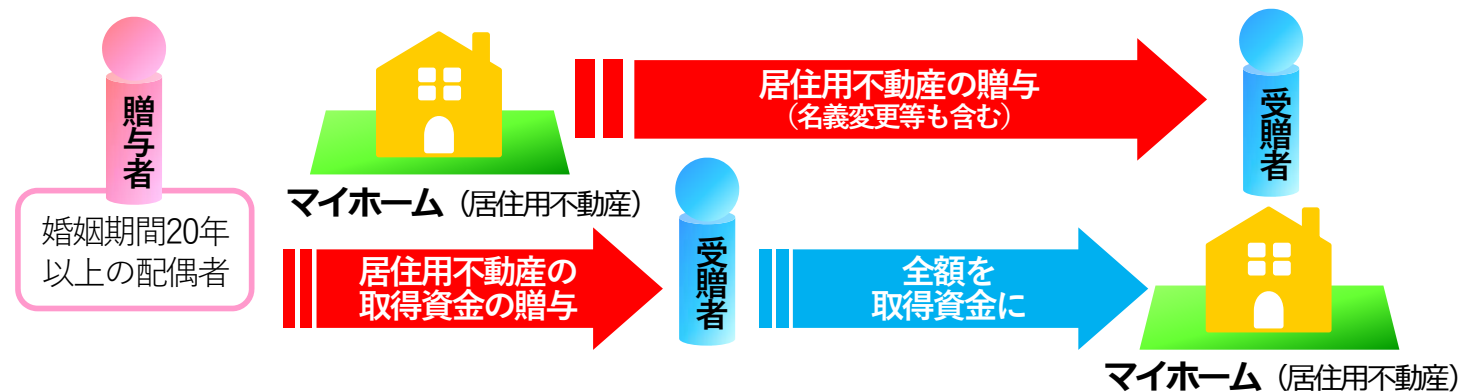 贈与者
婚姻期間20年
以上の配偶者
マイホーム（居住用不動産）
居住用不動産の贈与
（名義変更等も含む）
受贈者
居住用不動産の
取得資金の贈与
受贈者
全額を
取得資金に
マイホーム（居住用不動産）